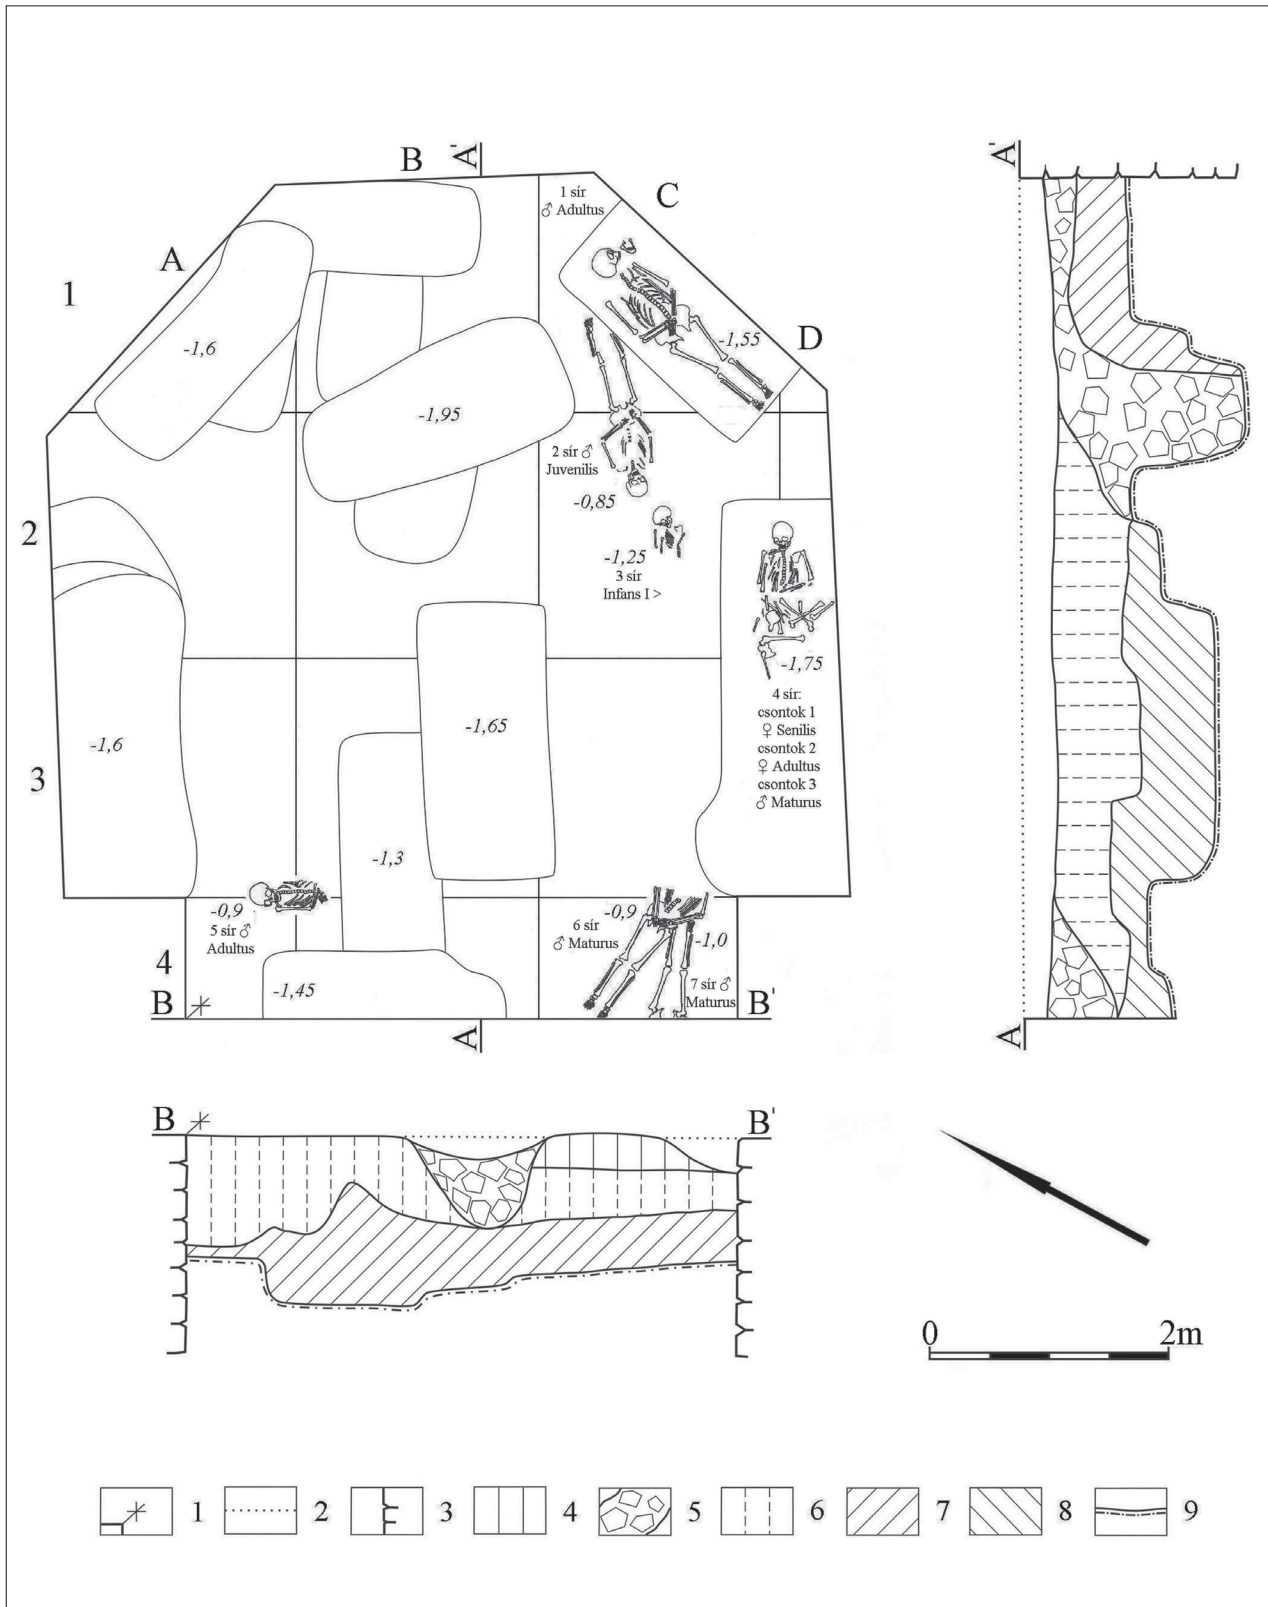 B
A'
1 sír
♂ Adultus
C
A'
A
1
-1,6
-1,55
D
-1,95
2 sír ♂
Juvenilis
-0,85
2
-1,25
3 sír
Infans I >
-1,75
4 sír:
csontok 1
♀ Senilis
csontok 2
♀ Adultus
csontok 3
♂ Maturus
-1,6
-1,65
3
-1,3
-0,9
5 sír ♂
Adultus
-0,9
6 sír
♂ Maturus
-1,0
7 sír ♂
Maturus
4
-1,45
B
B'
A
A
B
B'
0
2m
1
2
3
4
5
6
7
8
9